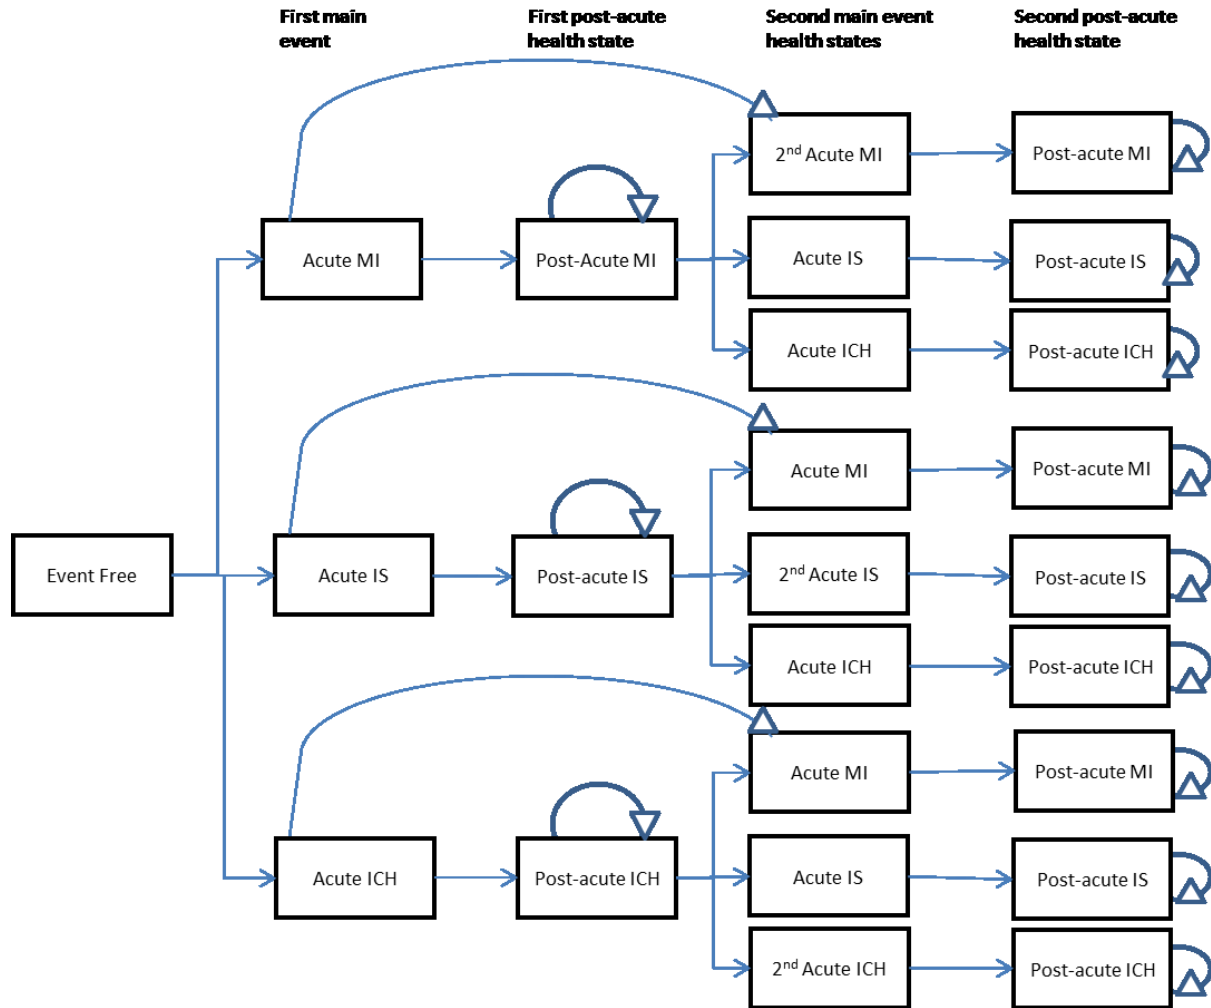 First main
event
First post-acute
health state
Second main event
health states
Second post-acute
health state
2nd Acute MI
Post-acute MI
Acute MI
Post-Acute MI
Acute IS
Post-acute IS
Acute ICH
Post-acute ICH
Acute MI
Post-acute MI
Event Free
Acute IS
Post-acute IS
2nd Acute IS
Post-acute IS
Acute ICH
Post-acute ICH
Acute MI
Post-acute MI
Acute ICH
Post-acute ICH
Acute IS
Post-acute IS
2nd Acute ICH
Post-acute ICH